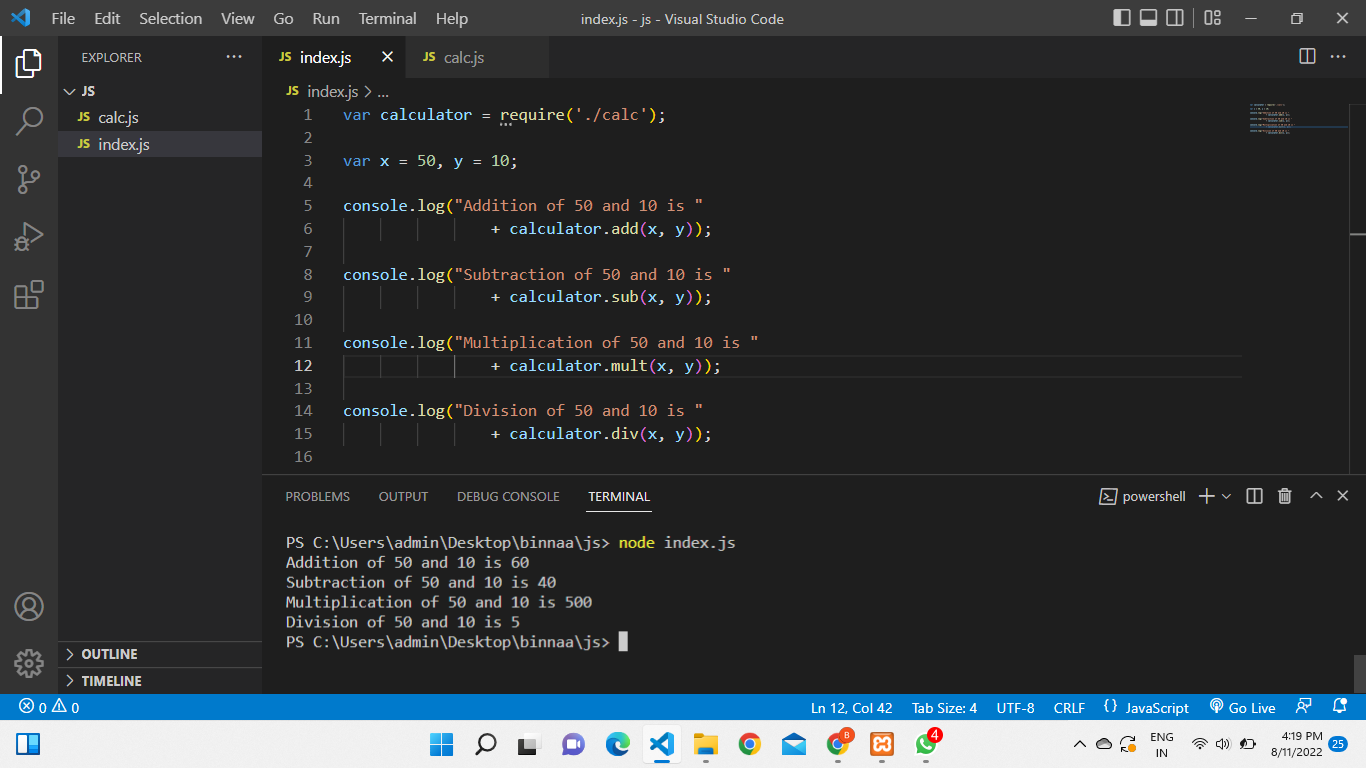 File Edit Selection View Go Run Terminal Help index.js - js - Visual Studio Code
EXPLORER
JS
JS calc.js
JS index.js
OUTLINE
TIMELINE
JS index.js
JS calc.js
JS index.js > ...
1 var calculator = require('./calc');
2
3 var x = 50, y = 10;
4
5 console.log("Addition of 50 and 10 is "
6 + calculator.add(x, y));
7
8 console.log("Subtraction of 50 and 10 is "
9 + calculator.sub(x, y));
10
11 console.log("Multiplication of 50 and 10 is "
12 + calculator.mult(x, y));
13
14 console.log("Division of 50 and 10 is "
15 + calculator.div(x, y));
16
PROBLEMS OUTPUT DEBUG CONSOLE TERMINAL powershell
PS C:\Users\admin\Desktop\binnaa\js> node index.js
Addition of 50 and 10 is 60
Subtraction of 50 and 10 is 40
Multiplication of 50 and 10 is 500
Division of 50 and 10 is 5
PS C:\Users\admin\Desktop\binnaa\js>
0 0 Ln 12, Col 42 Tab Size: 4 UTF-8 CRLF {} JavaScript Go Live
8
4
ENG
IN
4:19 PM
8/11/2022
25